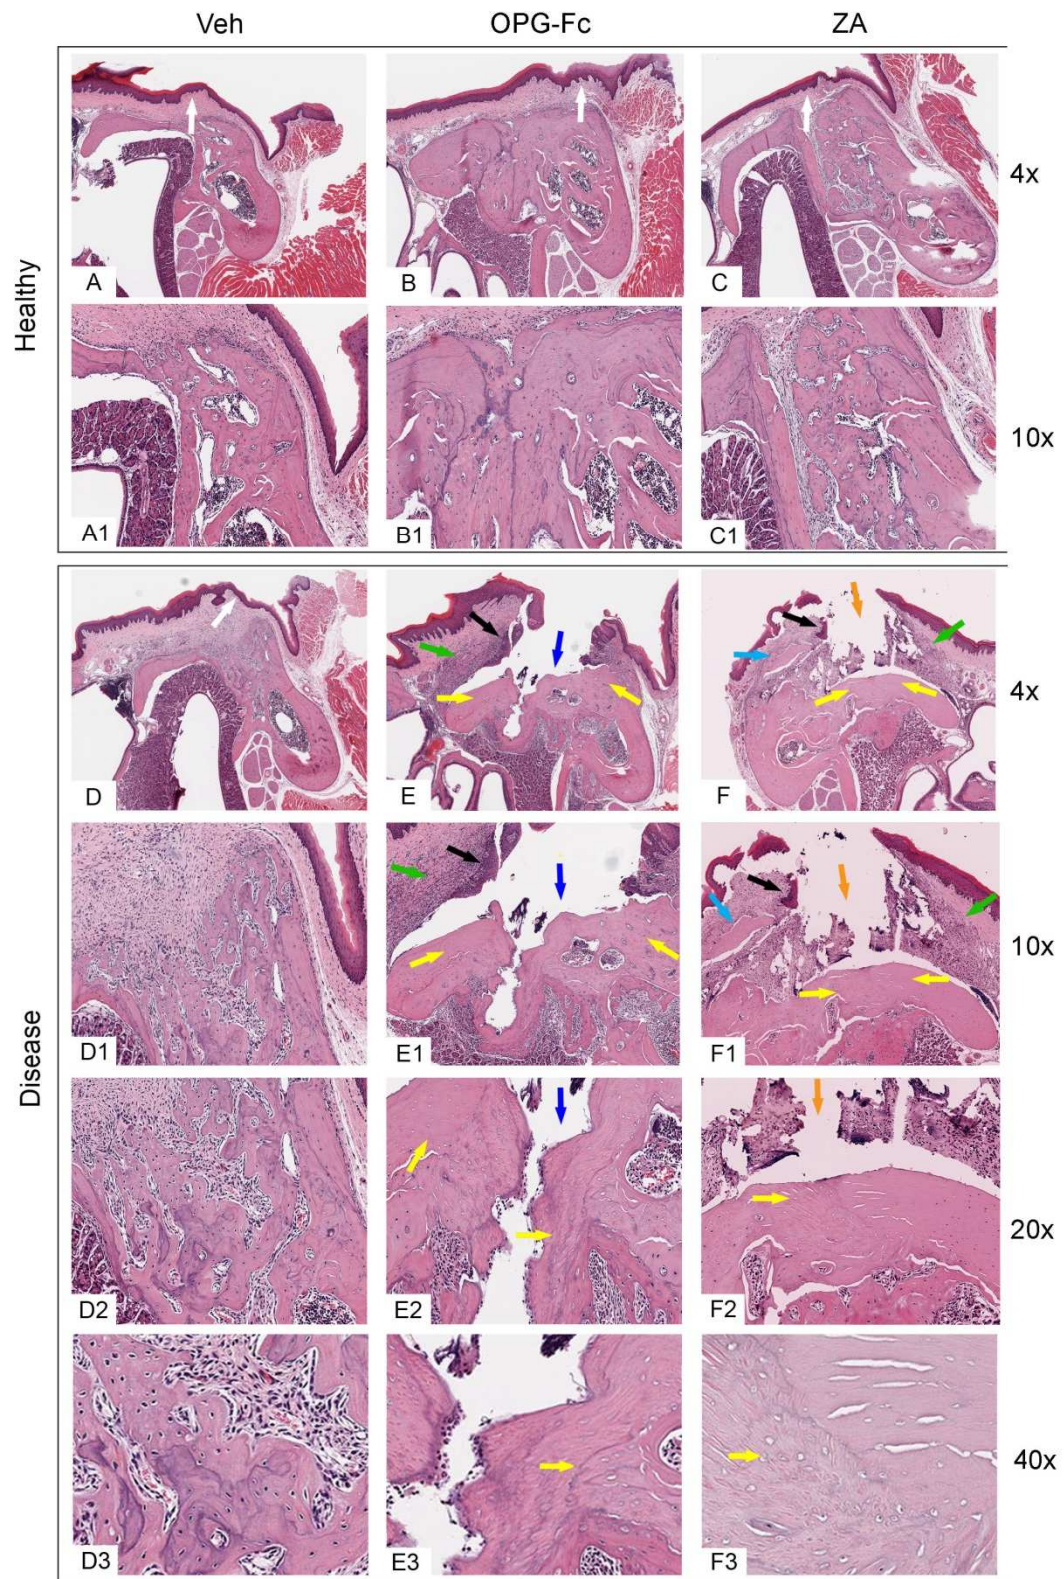 Veh OPG-Fc ZA
Healthy
A B C 4x
A1 B1 C1 10x
Disease
D E F 4x
D1 E1 F1 10x
D2 E2 F2 20x
D3 E3 F3 40x